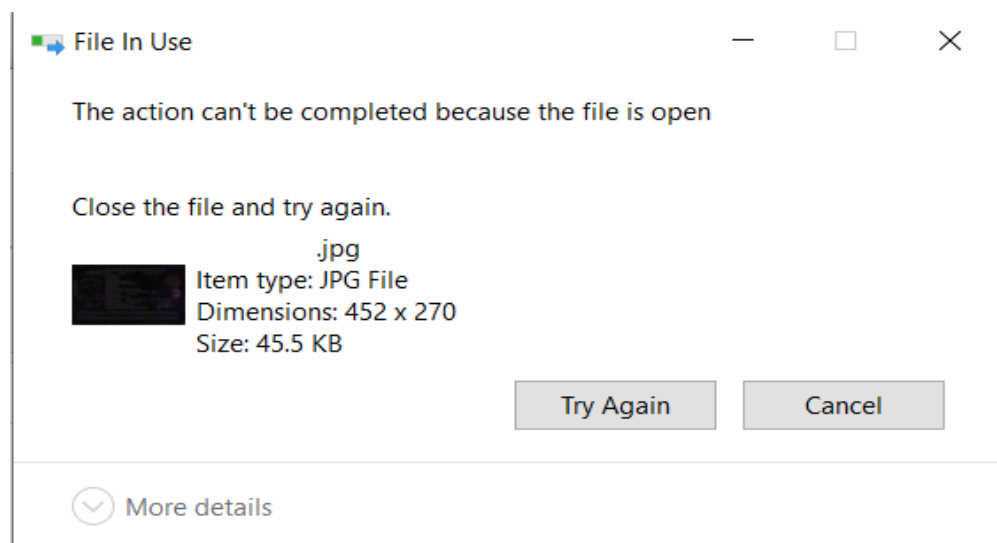 File In Use
The action can't be completed because the file is open
Close the file and try again.
.jpg
Item type: JPG File
Dimensions: 452 x 270
Size: 45.5 KB
Try Again
Cancel
More details